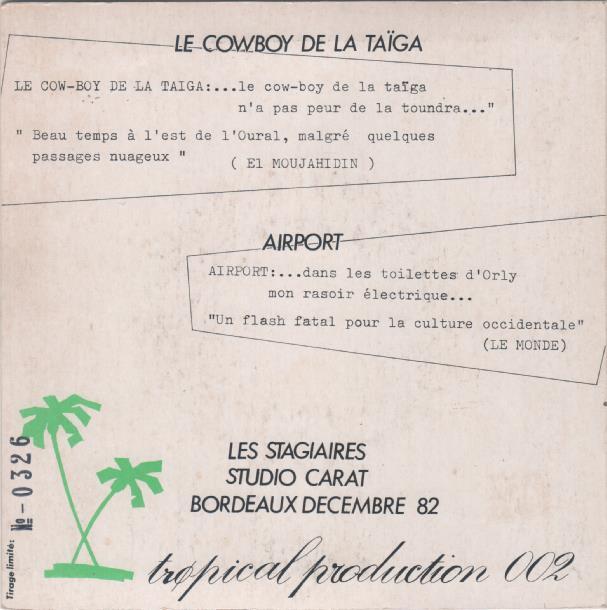 LE COWBOY DE LA TAÏGA
LE COW-BOY DE LA TAIGA:...le cow-boy de la taïga
n'a pas peur de la toundra..."
" Beau temps à l'est de l'Oural, malgré quelques
passages nuageux "
( El MOUJAHIDIN )
AIRPORT
AIRPORT:...dans les toilettes d'Orly
mon rasoir électrique...
"Un flash fatal pour la culture occidentale"
(LE MONDE)
LES STAGIAIRES
STUDIO CARAT
BORDEAUX DECEMBRE 82
tropical production 002
Tirage limité: № - 0326